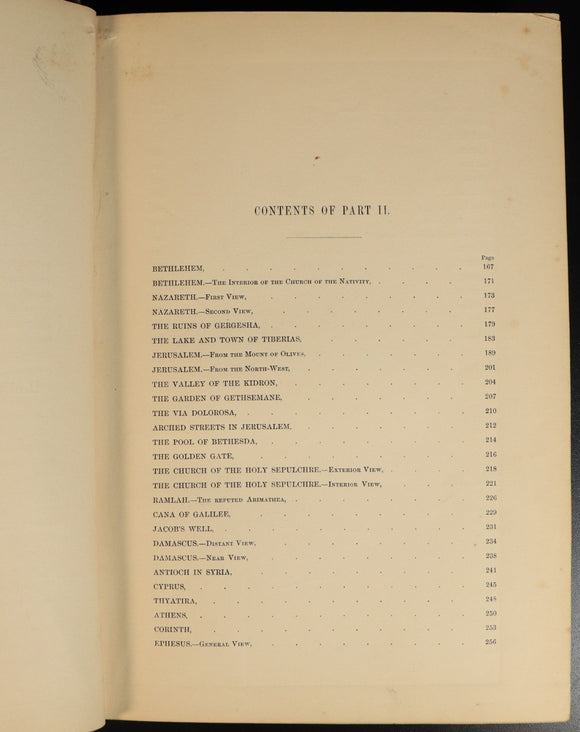 CONTENTS OF PART II.
Page
BETHLEHEM, . . . . . . . . . 167
BETHLEHEM.—The Interior of the Church of the Nativity, . . . . 171
NAZARETH.—First View, . . . . . . . . 173
NAZARETH.—Second View, . . . . . . . . 177
THE RUINS OF GERGESHA, . . . . . . . . 179
THE LAKE AND TOWN OF TIBERIAS, . . . . . . 183
JERUSALEM.—From the Mount of Olives, . . . . . . 189
JERUSALEM.—From the North-West, . . . . . . . 201
THE VALLEY OF THE KIDRON, . . . . . . . 204
THE GARDEN OF GETHSEMANE, . . . . . . . 207
THE VIA DOLOROSA, . . . . . . . . 210
ARCHED STREETS IN JERUSALEM, . . . . . . 212
THE POOL OF BETHESDA, . . . . . . . . 214
THE GOLDEN GATE, . . . . . . . . 216
THE CHURCH OF THE HOLY SEPULCHRE.—Exterior View, . . . 218
THE CHURCH OF THE HOLY SEPULCHRE.—Interior View, . . . 221
RAMLAH.—The reputed Arimathea, . . . . . . . 226
CANA OF GALILEE, . . . . . . . . 229
JACOB'S WELL, . . . . . . . . . 231
DAMASCUS.—Distant View, . . . . . . . 234
DAMASCUS.—Near View, . . . . . . . 238
ANTIOCH IN SYRIA, . . . . . . . . 241
CYPRUS, . . . . . . . . . . 245
THYATIRA, . . . . . . . . . 248
ATHENS, . . . . . . . . . . 250
CORINTH, . . . . . . . . . 253
EPHESUS.—General View, . . . . . . . . 256